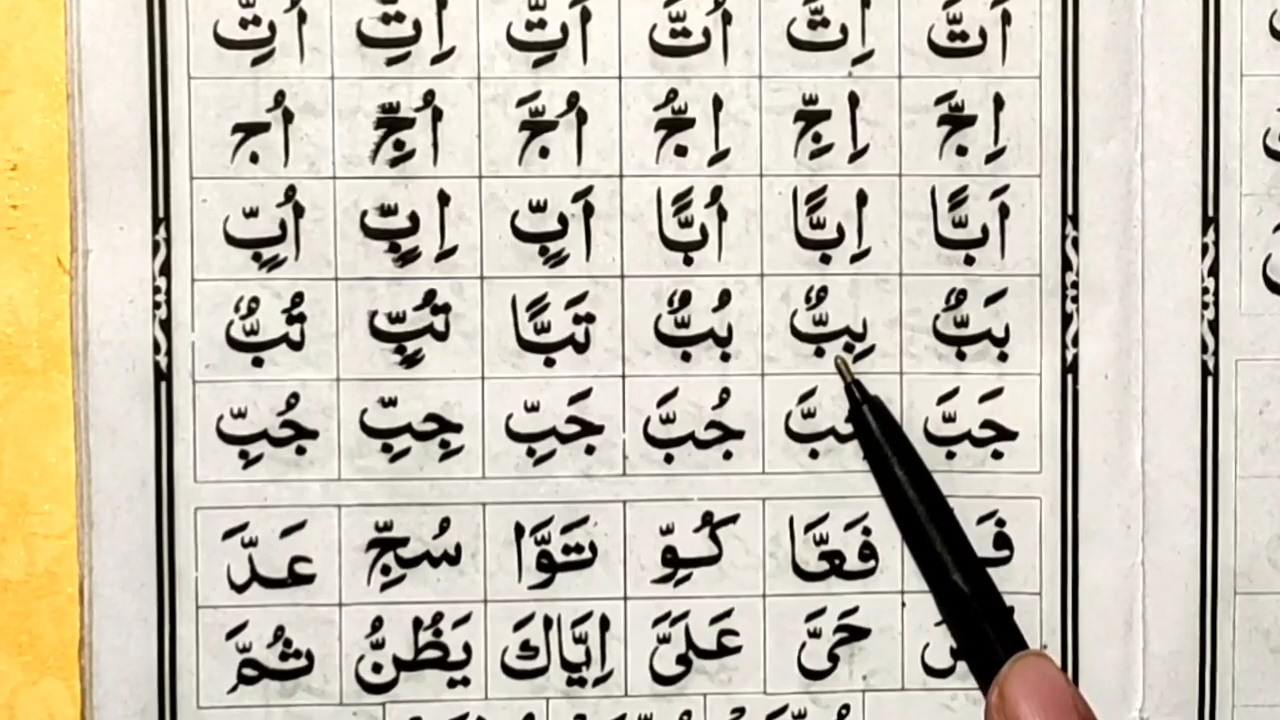 اَتَّ اِتَّ اُتَّ اَتِّ اِتِّ اُتِّ
اِجَّ اِجِّ اِجُّ اُجَّ اُجِّ اُج
اَبًّا اِبًّا اُبًّا اَبٍّ اِبٍّ اُبٍّ
بَبٌّ بِبٌّ بُبٌّ تَبًّا تُبٍّ تُبٌّ
جَبَّ جُبَّ جَبِّ جِبِّ جُبِّ
فَعَّا كُوِّ تَوَّا سُجِّ عَدَّ
حَیَّ عَلَیَّ اِیَّاكَ یَظُنُّ ثُمَّ